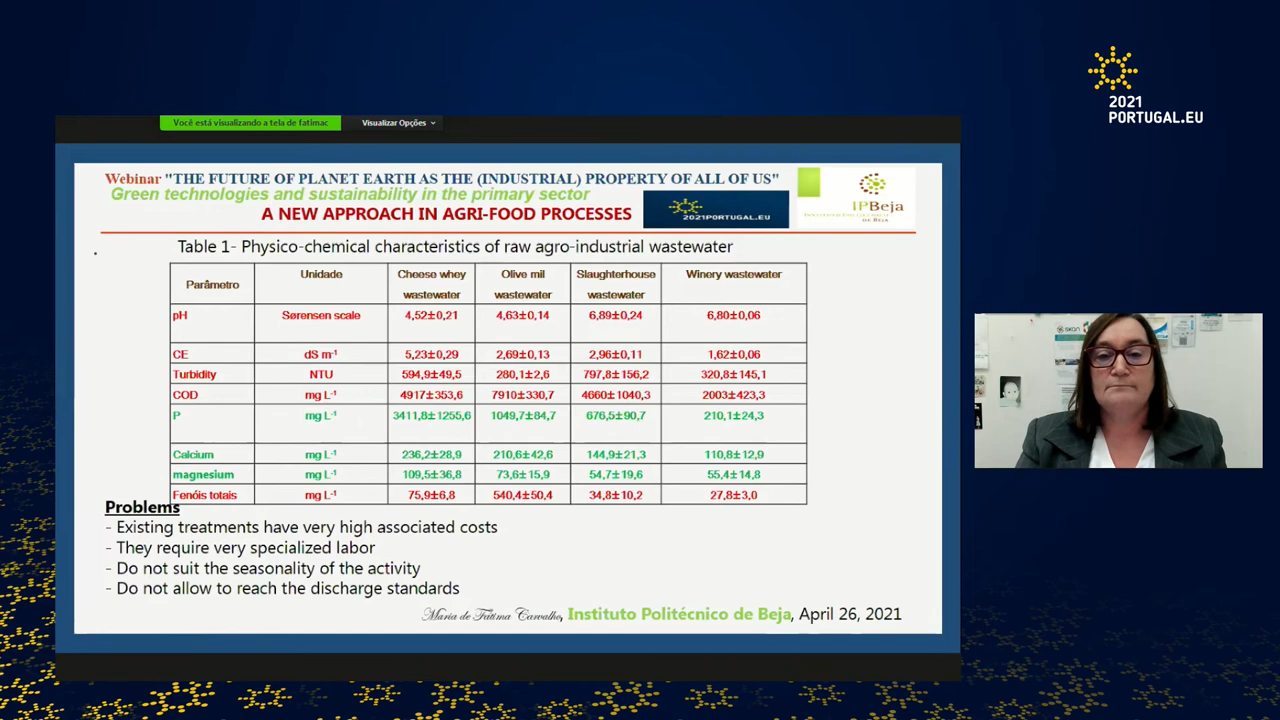 2021
PORTUGAL.EU
Você está visualizando a tela de fatimac
Visualizar Opções
Webinar "THE FUTURE OF PLANET EARTH AS THE (INDUSTRIAL) PROPERTY OF ALL OF US"
Green technologies and sustainability in the primary sector
A NEW APPROACH IN AGRI-FOOD PROCESSES
2021PORTUGAL.EU
IPBeja
DE BEJA
Table 1- Physico-chemical characteristics of raw agro-industrial wastewater
Parâmetro Unidade Cheese whey wastewater Olive mil wastewater Slaughterhouse wastewater Winery wastewater
pH Sørensen scale 4,52±0,21 4,63±0,14 6,89±0,24 6,80±0,06
CE dS m-1 5,23±0,29 2,69±0,13 2,96±0,11 1,62±0,06
Turbidity NTU 594,9±49,5 280,1±2,6 797,8±156,2 320,8±145,1
COD mg L-1 4917±353,6 7910±330,7 4660±1040,3 2003±423,3
P mg L-1 3411,8±1255,6 1049,7±84,7 676,5±90,7 210,1±24,3
Calcium mg L-1 236,2±28,9 210,6±42,6 144,9±21,3 110,8±12,9
magnesium mg L-1 109,5±36,8 73,6±15,9 54,7±19,6 55,4±14,8
Fenóis totais mg L-1 75,9±6,8 540,4±50,4 34,8±10,2 27,8±3,0
Problems
- Existing treatments have very high associated costs
- They require very specialized labor
- Do not suit the seasonality of the activity
- Do not allow to reach the discharge standards
Maria de Fátima Carvalho, Instituto Politécnico de Beja, April 26, 2021